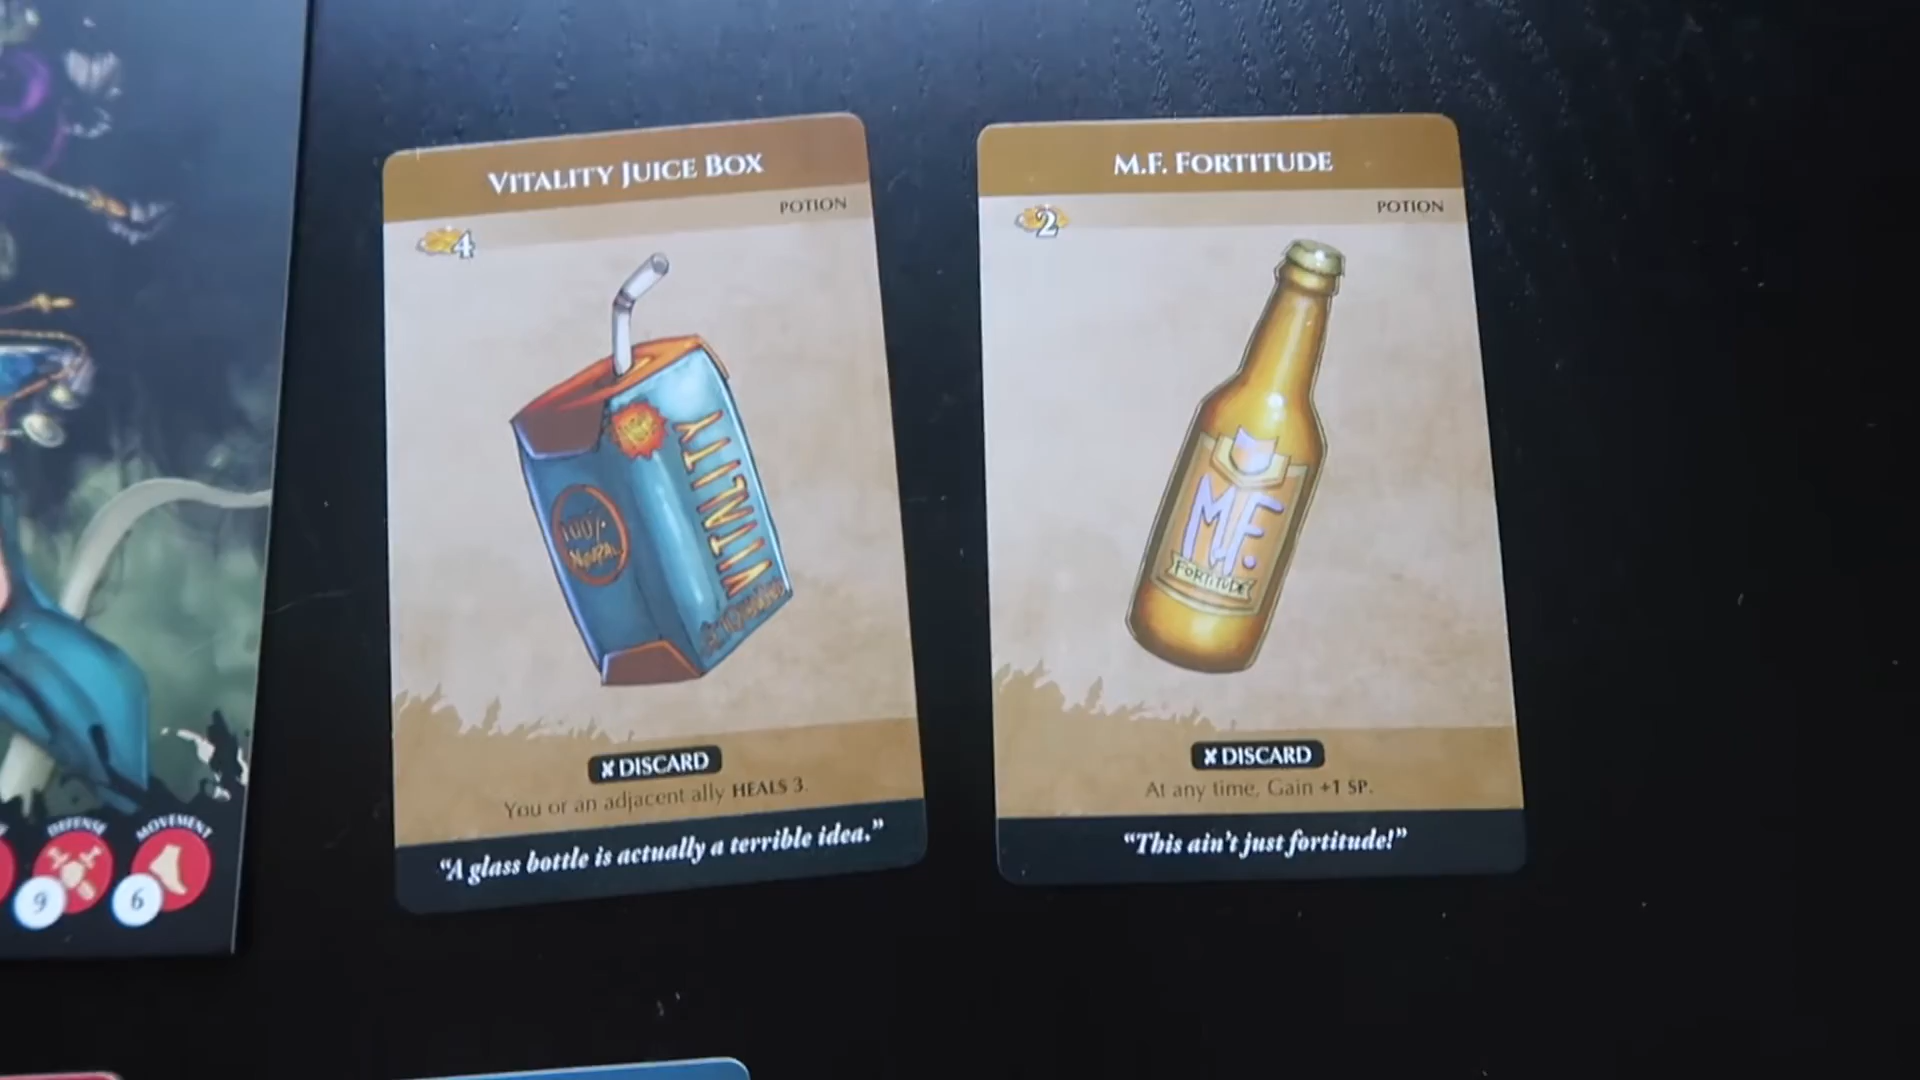 VITALITY JUICE BOX
POTION
4
100%
VITALITY
✘ DISCARD
You or an adjacent ally HEALS 3.
“A glass bottle is actually a terrible idea.”
M.F. FORTITUDE
POTION
2
M.F.
FORTITUDE
✘ DISCARD
At any time, Gain +1 SP.
“This ain’t just fortitude!”
DEFENSE
MOVEMENT
9
6